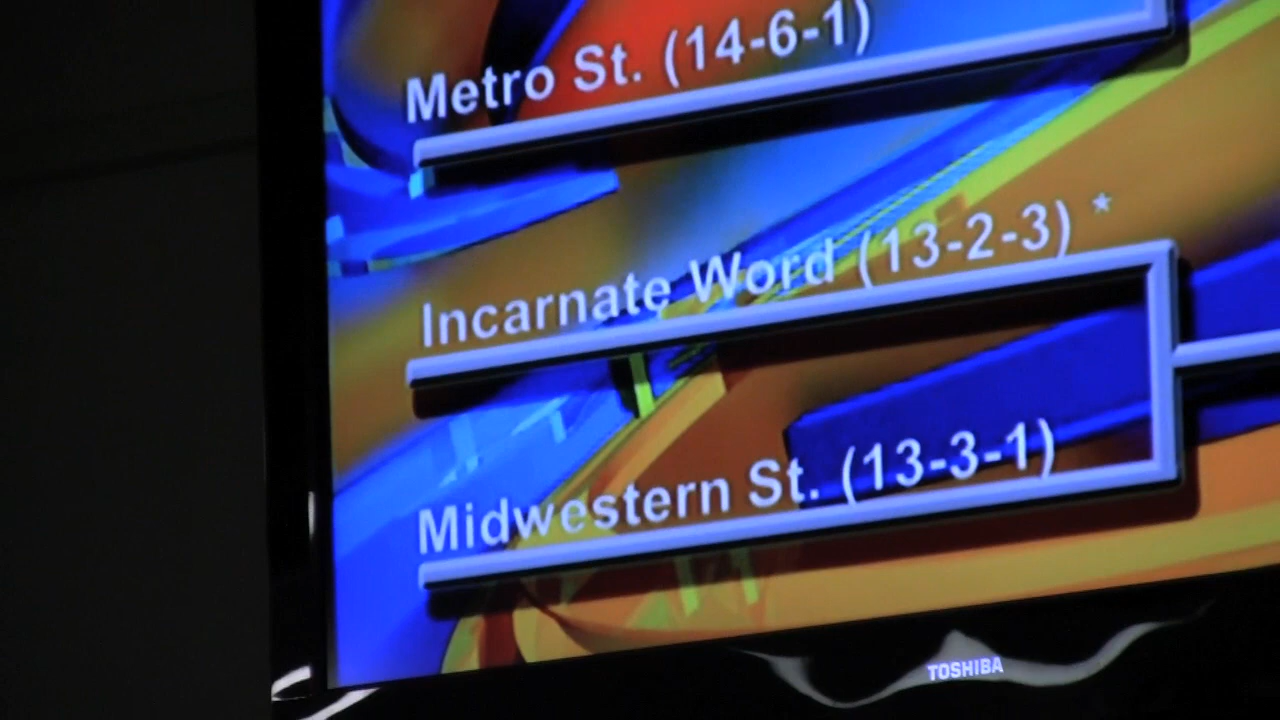 Metro St. (14-6-1)
Incarnate Word (13-2-3) *
Midwestern St. (13-3-1)
TOSHIBA